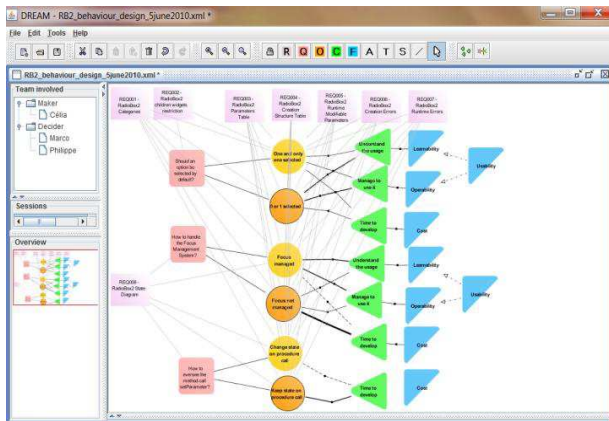 DREAM - RB2_behaviour_design_5june2010.xml *
File Edit Tools Help
R Q O C F A T S
RB2_behaviour_design_5june2010.xml *
Team involved
Maker
Célia
Decider
Marco
Philippe
Sessions
Overview
REQ001 -
RadioBox2
Categories
REQ002 -
RadioBox2
children widgets
restriction
REQ003 -
RadioBox2
Parameters
Table
REQ004 -
RadioBox2
Creation
Structure Table
REQ005 -
RadioBox2
Runtime
Modifiable
Parameters
REQ006 -
RadioBox2
Creation Errors
REQ007 -
RadioBox2
Runtime Errors
Should an
option be
selected by
default?
One and only
one selected
0 or 1 selected
Understand
the usage
Manage to
use it
Time to
develop
Learnability
Operability
Cost
Usability
How to handle
the Focus
Management
System?
Focus
managed
Focus not
managed
Understand
the usage
Manage to
use it
Time to
develop
Learnability
Operability
Cost
Usability
REQ008 -
RadioBox2 State
Diagram
How to
execute the
method call
setParameter?
Change state
on procedure
call
Keep state on
procedure call
Time to
develop
Cost